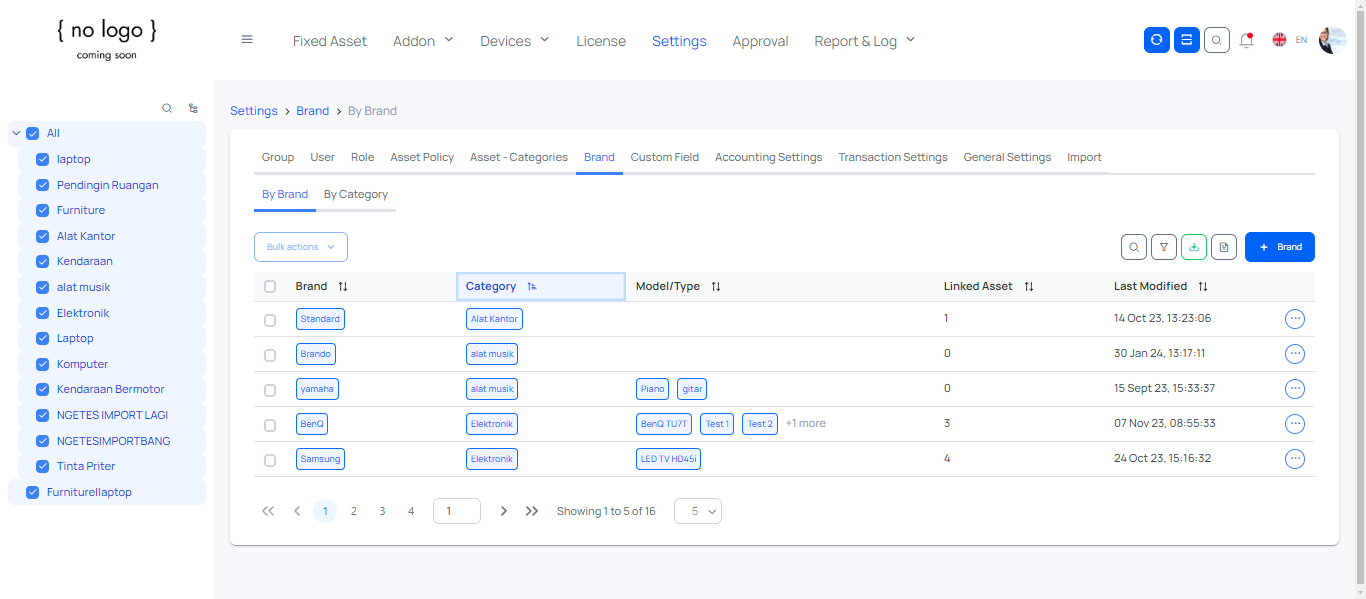 { no logo }
coming soon
Fixed Asset Addon Devices License Settings Approval Report & Log EN
All
laptop
Pendingin Ruangan
Furniture
Alat Kantor
Kendaraan
alat musik
Elektronik
Laptop
Komputer
Kendaraan Bermotor
NGETES IMPORT LAGI
NGETESIMPORTBANG
Tinta Priter
Furniturellaptop
Settings > Brand > By Brand
Group User Role Asset Policy Asset - Categories Brand Custom Field Accounting Settings Transaction Settings General Settings Import
By Brand By Category
Bulk actions + Brand
Brand Category Model/Type Linked Asset Last Modified
Standard Alat Kantor 1 14 Oct 23, 13:23:06
Brando alat musik 0 30 Jan 24, 13:17:11
yamaha alat musik Piano gitar 0 15 Sept 23, 15:33:37
BenQ Elektronik BenQ TU7T Test 1 Test 2 +1 more 3 07 Nov 23, 08:55:33
Samsung Elektronik LED TV HD45i 4 24 Oct 23, 15:16:32
1 2 3 4 1 Showing 1 to 5 of 16 5